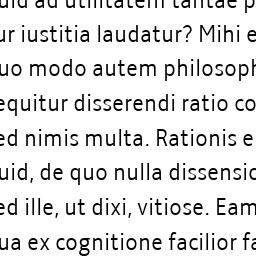 uid ad utilitatem tantae p
ur iustitia laudatur? Mihi e
uo modo autem philosoph
equitur disserendi ratio co
ed nimis multa. Rationis e
uid, de quo nulla dissensio
ed ille, ut dixi, vitiose. Eam
ua ex cognitione facilior fa